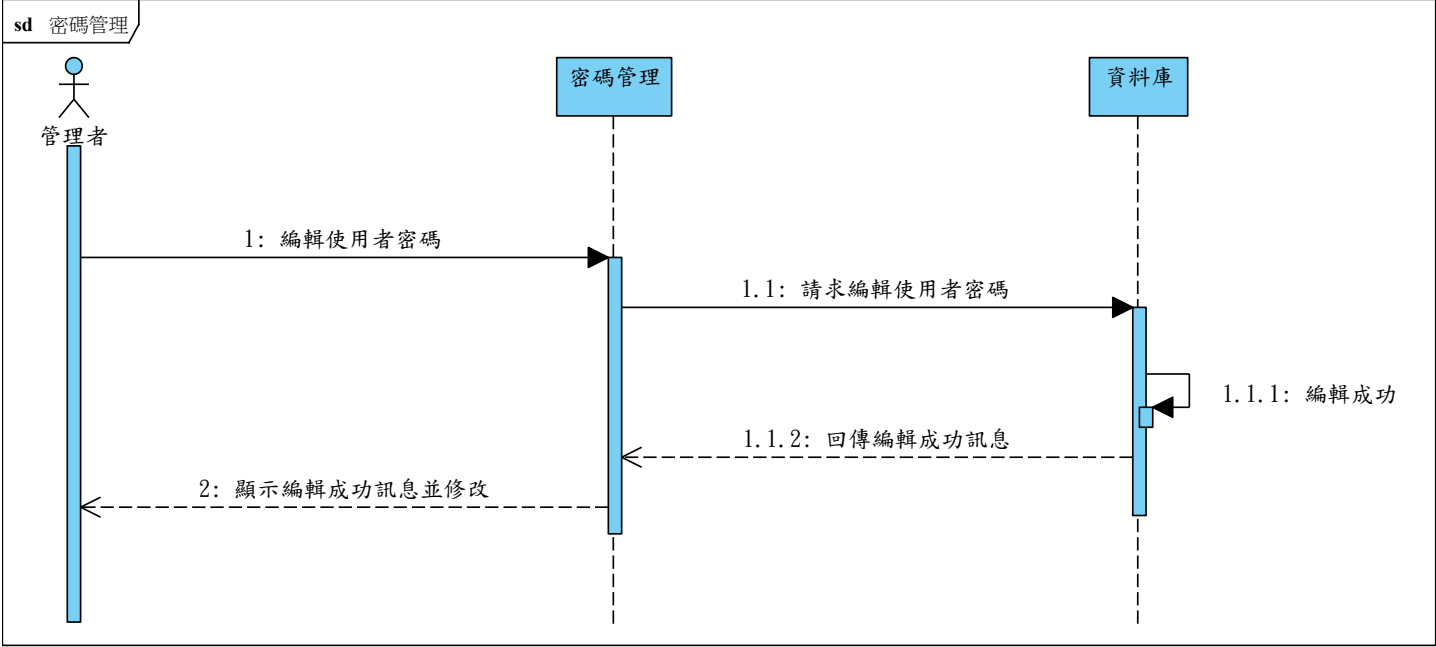 sd 密碼管理
管理者
密碼管理
資料庫
1: 編輯使用者密碼
1.1: 請求編輯使用者密碼
1.1.1: 編輯成功
1.1.2: 回傳編輯成功訊息
2: 顯示編輯成功訊息並修改